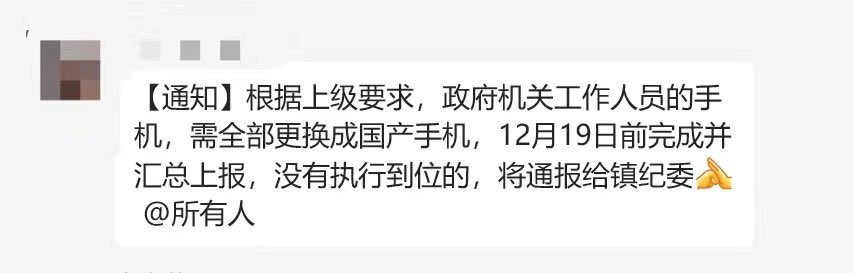 【通知】根据上级要求，政府机关工作人员的手
机，需全部更换成国产手机，12月19日前完成并
汇总上报，没有执行到位的，将通报给镇纪委
@所有人